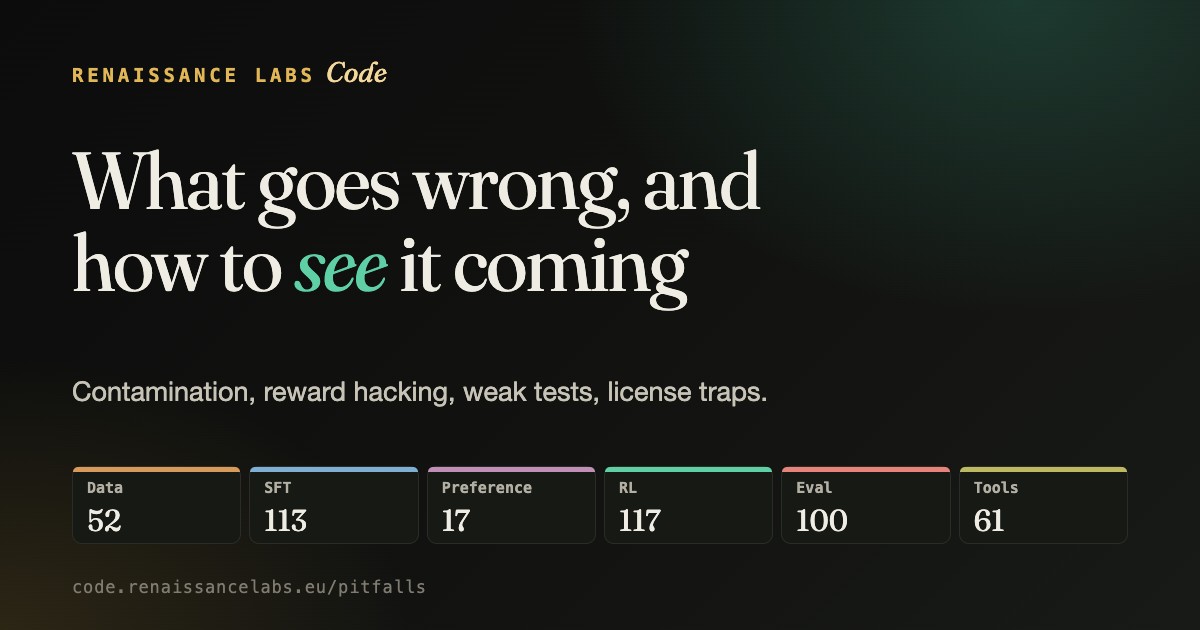 RENAISSANCE LABS Code
What goes wrong, and
how to see it coming
Contamination, reward hacking, weak tests, license traps.
Data
52
SFT
113
Preference
17
RL
117
Eval
100
Tools
61
code.renaissancelabs.eu/pitfalls